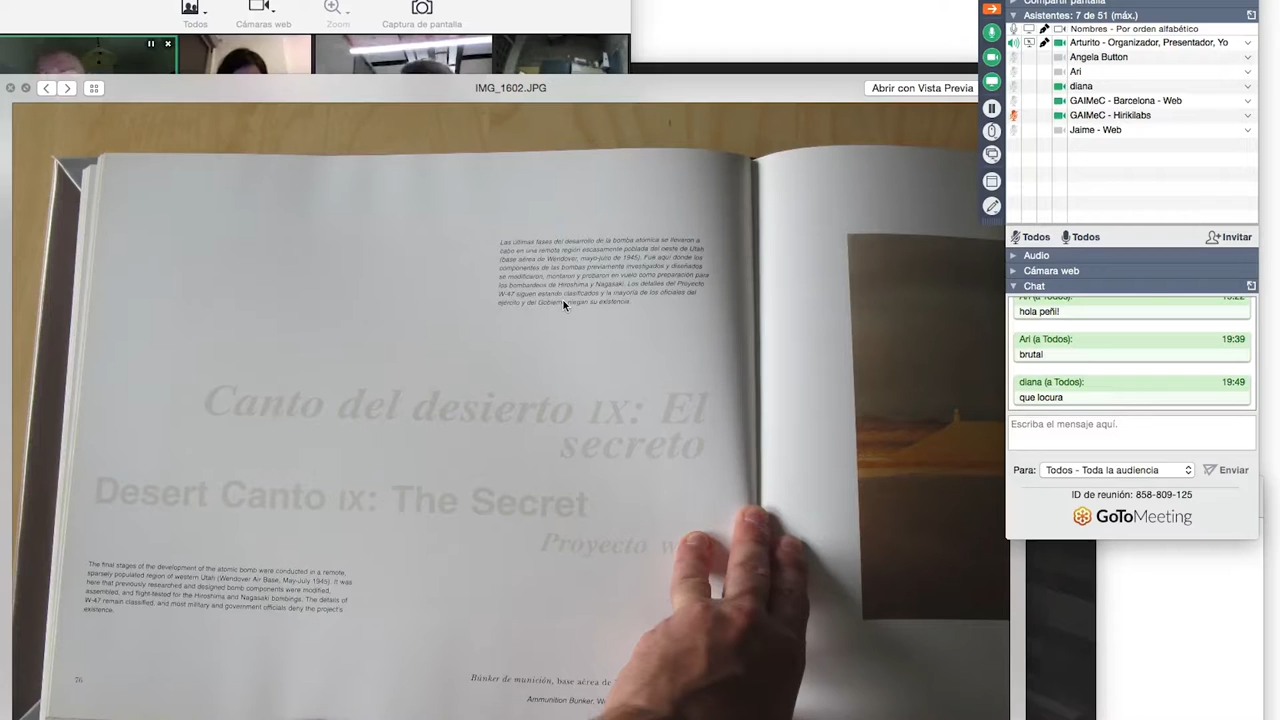 Todos
Cámaras web
Zoom
Captura de pantalla
IMG_1602.JPG
Abrir con Vista Previa
Las últimas fases del desarrollo de la bomba atómica se llevaron a
cabo en una remota región escasamente poblada del oeste de Utah
(base aérea de Wendover, mayo-julio de 1945). Fue aquí donde los
componentes de las bombas previamente investigados y diseñados
se modificaron, montaron y probaron en vuelo como preparación para
los bombardeos de Hiroshima y Nagasaki. Los detalles del Proyecto
W-47 siguen estando clasificados y la mayoría de los oficiales del
ejército y del Gobierno niegan su existencia.
Canto del desierto IX: El
secreto
Desert Canto IX: The Secret
Proyecto
The final stages of the development of the atomic bomb were conducted in a remote,
sparsely populated region of western Utah (Wendover Air Base, May-July 1945). It was
here that previously researched and designed bomb components were modified,
assembled, and flight-tested for the Hiroshima and Nagasaki bombings. The details of
W-47 remain classified, and most military and government officials deny the project's
existence.
76
Búnker de munición, base aérea de
Ammunition Bunker,
Compartir pantalla
Asistentes: 7 de 51 (máx.)
Nombres - Por orden alfabético
Arturito - Organizador, Presentador, Yo
Angela Button
Ari
diana
GAIMeC - Barcelona - Web
GAIMeC - Hirikilabs
Jaime - Web
Todos Todos Invitar
Audio
Cámara web
Chat
Ari (a Todos):
hola peñi!
Ari (a Todos): 19:39
brutal
diana (a Todos): 19:49
que locura
Escriba el mensaje aquí.
Para: Todos - Toda la audiencia Enviar
ID de reunión: 858-809-125
GoToMeeting